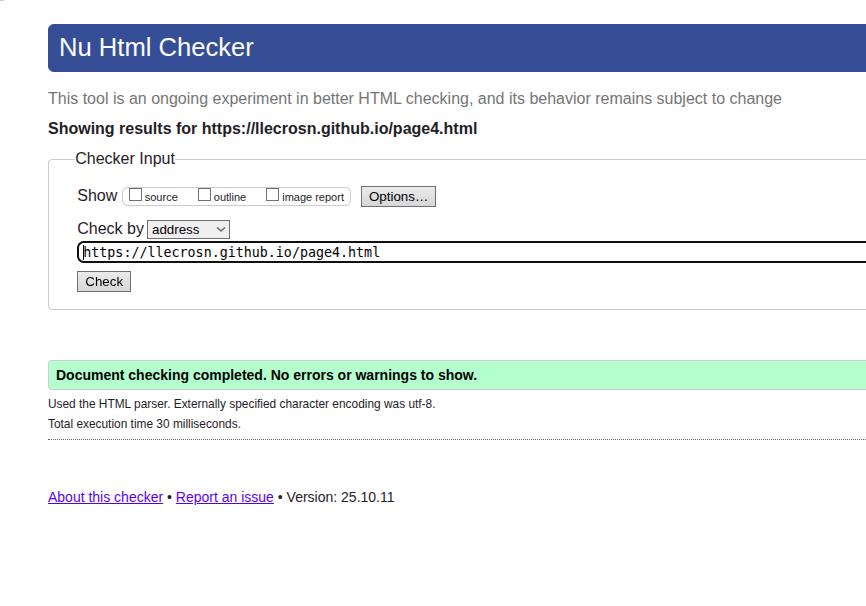 Nu Html Checker
This tool is an ongoing experiment in better HTML checking, and its behavior remains subject to change
Showing results for https://llecrosn.github.io/page4.html
Checker Input
Show source outline image report Options…
Check by address
https://llecrosn.github.io/page4.html
Check
Document checking completed. No errors or warnings to show.
Used the HTML parser. Externally specified character encoding was utf-8.
Total execution time 30 milliseconds.
About this checker • Report an issue • Version: 25.10.11